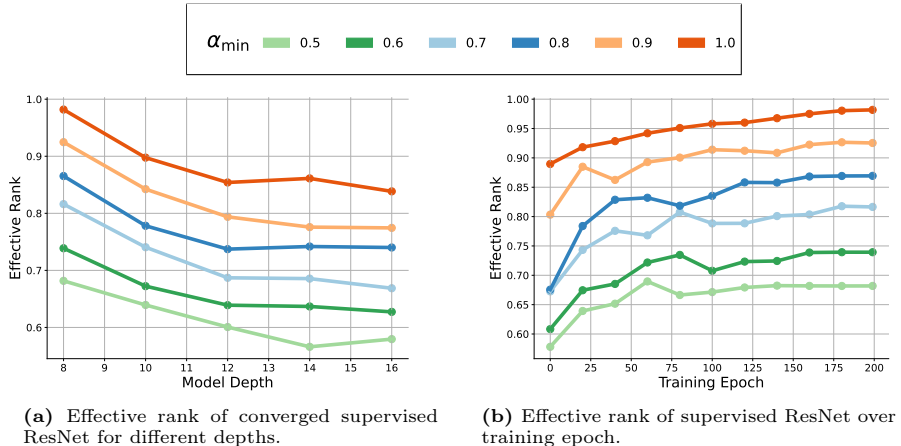 αmin 0.5 0.6 0.7 0.8 0.9 1.0
1.0
0.9
0.8
0.7
0.6
Effective Rank
8 9 10 11 12 13 14 15 16
Model Depth
1.00
0.95
0.90
0.85
0.80
0.75
0.70
0.65
0.60
Effective Rank
0 25 50 75 100 125 150 175 200
Training Epoch
(a) Effective rank of converged supervised
ResNet for different depths.
(b) Effective rank of supervised ResNet over
training epoch.